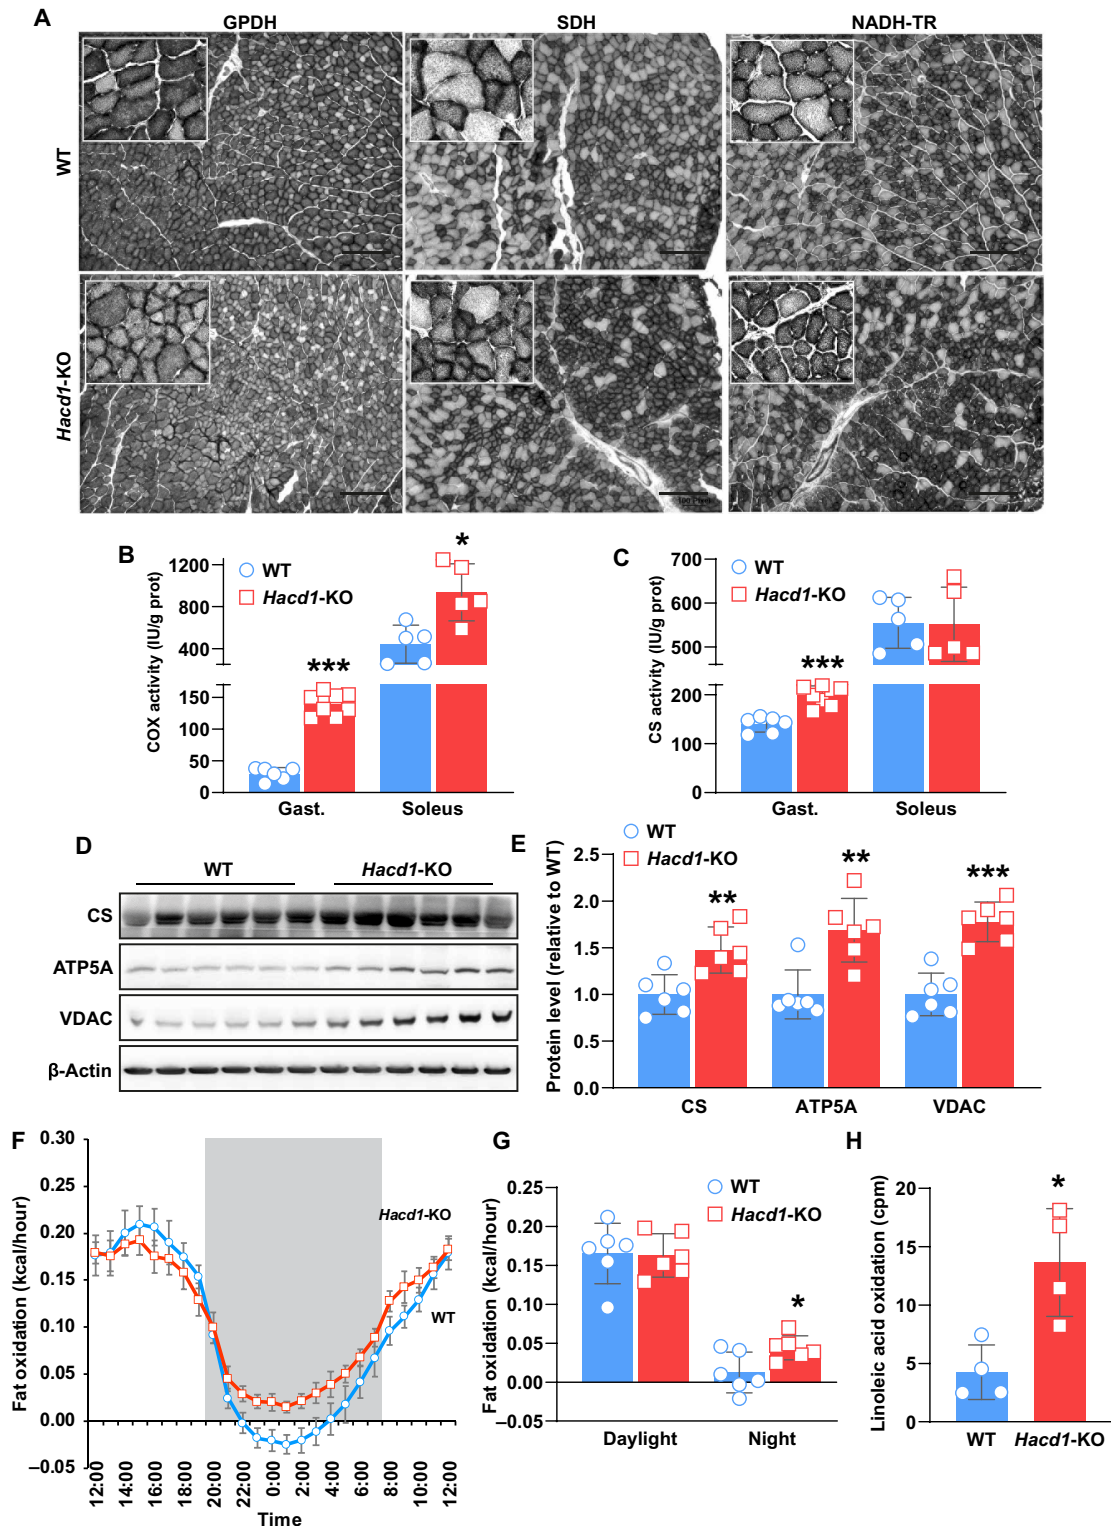 A
GPDH
SDH
NADH-TR
WT
Hacd1-KO
B
COX activity (IU/g prot)
1200
800
400
150
100
50
0
WT
Hacd1-KO
***
*
Gast.
Soleus
C
CS activity (IU/g prot)
700
600
500
200
100
0
WT
Hacd1-KO
***
Gast.
Soleus
D
WT
Hacd1-KO
CS
ATP5A
VDAC
β-Actin
E
Protein level (relative to WT)
WT
Hacd1-KO
2.5
2.0
1.5
1.0
0.5
0.0
**
**
***
CS
ATP5A
VDAC
F
Fat oxidation (kcal/hour)
0.30
0.25
0.20
0.15
0.10
0.05
0.00
–0.05
Hacd1-KO
WT
12:00
14:00
16:00
18:00
20:00
22:00
0:00
2:00
4:00
6:00
8:00
10:00
12:00
Time
G
Fat oxidation (kcal/hour)
0.25
0.20
0.15
0.10
0.05
0.00
–0.05
WT
Hacd1-KO
*
Daylight
Night
H
Linoleic acid oxidation (cpm)
20
15
10
5
0
*
WT
Hacd1-KO